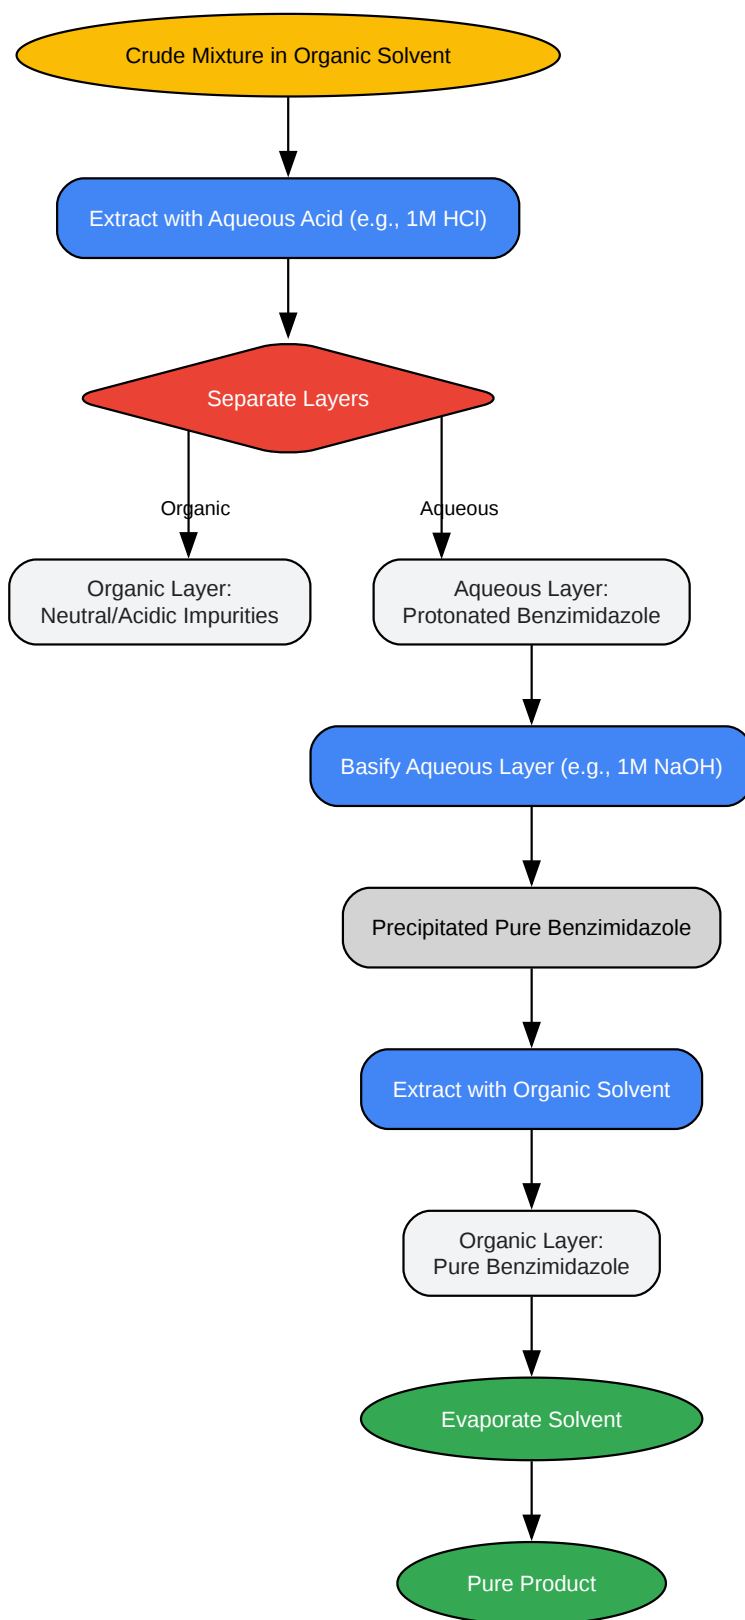 Crude Mixture in Organic Solvent
Extract with Aqueous Acid (e.g., 1M HCl)
Separate Layers
Organic
Aqueous
Organic Layer:
Neutral/Acidic Impurities
Aqueous Layer:
Protonated Benzimidazole
Basify Aqueous Layer (e.g., 1M NaOH)
Precipitated Pure Benzimidazole
Extract with Organic Solvent
Organic Layer:
Pure Benzimidazole
Evaporate Solvent
Pure Product